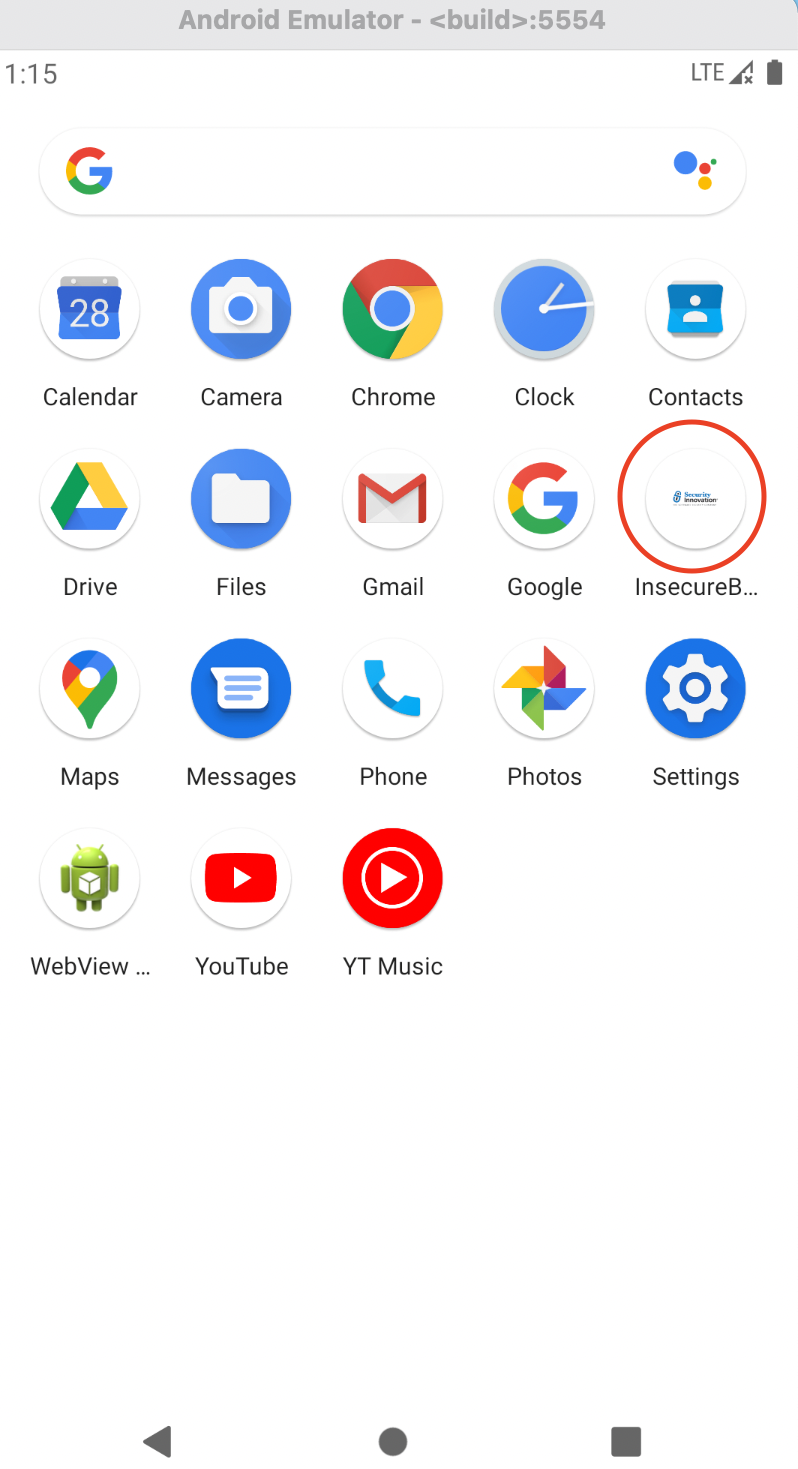 Android Emulator - <build>:5554
1:15
LTE
28
Calendar
Camera
Chrome
Clock
Contacts
Security
Innovation
Drive
Files
Gmail
Google
InsecureB...
Maps
Messages
Phone
Photos
Settings
WebView ...
YouTube
YT Music